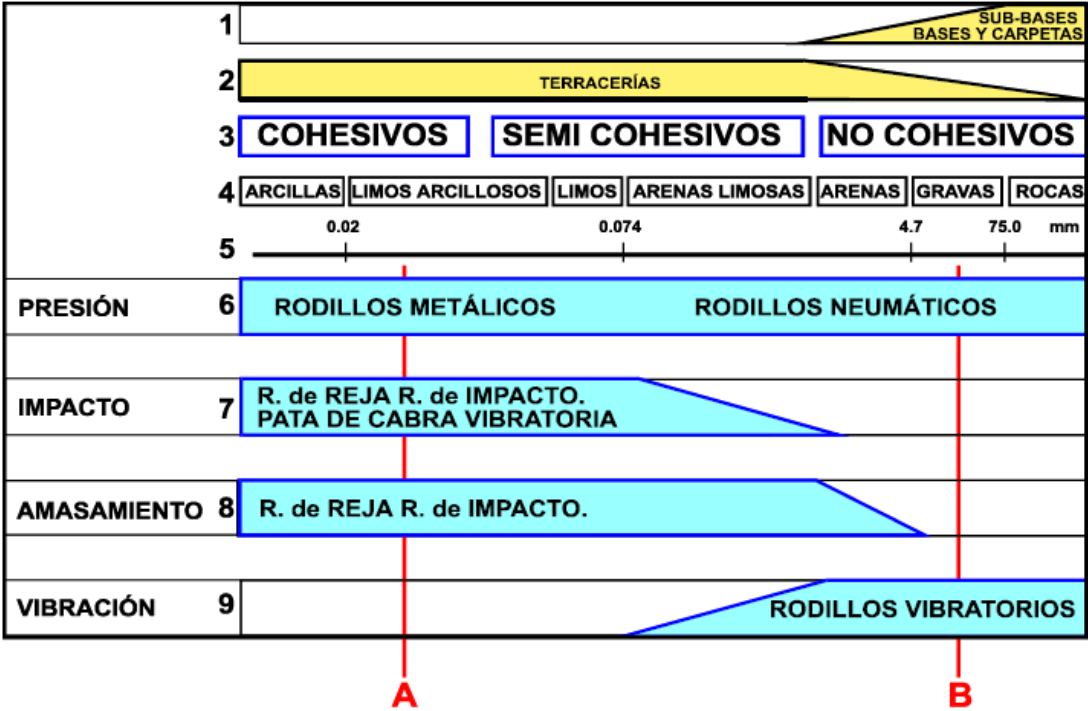 1 SUB-BASES
BASES Y CARPETAS
2 TERRACERÍAS
3 COHESIVOS SEMI COHESIVOS NO COHESIVOS
4 ARCILLAS LIMOS ARCILLOSOS LIMOS ARENAS LIMOSAS ARENAS GRAVAS ROCAS
0.02 0.074 4.7 75.0 mm
5
PRESIÓN 6 RODILLOS METÁLICOS RODILLOS NEUMÁTICOS
IMPACTO 7 R. de REJA R. de IMPACTO.
PATA DE CABRA VIBRATORIA
AMASAMIENTO 8 R. de REJA R. de IMPACTO.
VIBRACIÓN 9 RODILLOS VIBRATORIOS
A B